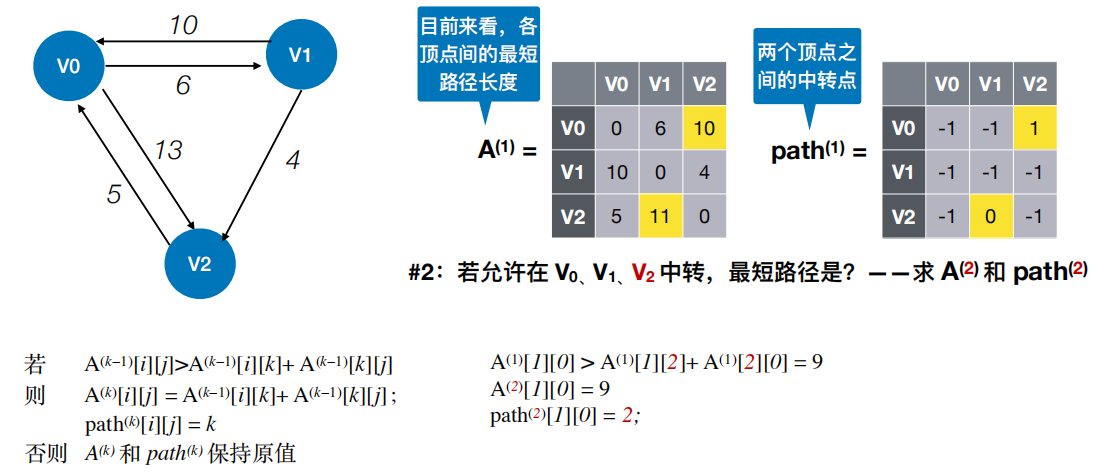 10
V0
V1
6
13
4
5
V2
目前来看，各
顶点间的最短
路径长度
A(1) =
V0 V1 V2
V0 0 6 10
V1 10 0 4
V2 5 11 0
两个顶点之
间的中转点
path(1) =
V0 V1 V2
V0 -1 -1 1
V1 -1 -1 -1
V2 -1 0 -1
#2：若允许在 V0、V1、V2 中转，最短路径是？——求 A(2) 和 path(2)
若 A(k−1)[i][j]>A(k−1)[i][k]+ A(k−1)[k][j]
则 A(k)[i][j] = A(k−1)[i][k]+ A(k−1)[k][j] ;
path(k)[i][j] = k
否则 A(k) 和 path(k) 保持原值
A(1)[1][0] > A(1)[1][2]+ A(1)[2][0] = 9
A(2)[1][0] = 9
path(2)[1][0] = 2;